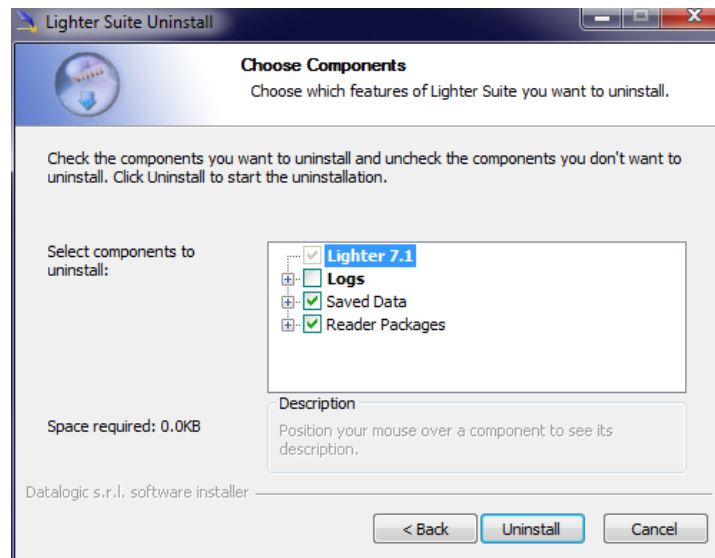 Lighter Suite Uninstall
Choose Components
Choose which features of Lighter Suite you want to uninstall.
Check the components you want to uninstall and uncheck the components you don't want to
uninstall. Click Uninstall to start the uninstallation.
Select components to
uninstall:
Lighter 7.1
Logs
Saved Data
Reader Packages
Space required: 0.0KB
Description
Position your mouse over a component to see its
description.
Datalogic s.r.l. software installer
< Back
Uninstall
Cancel